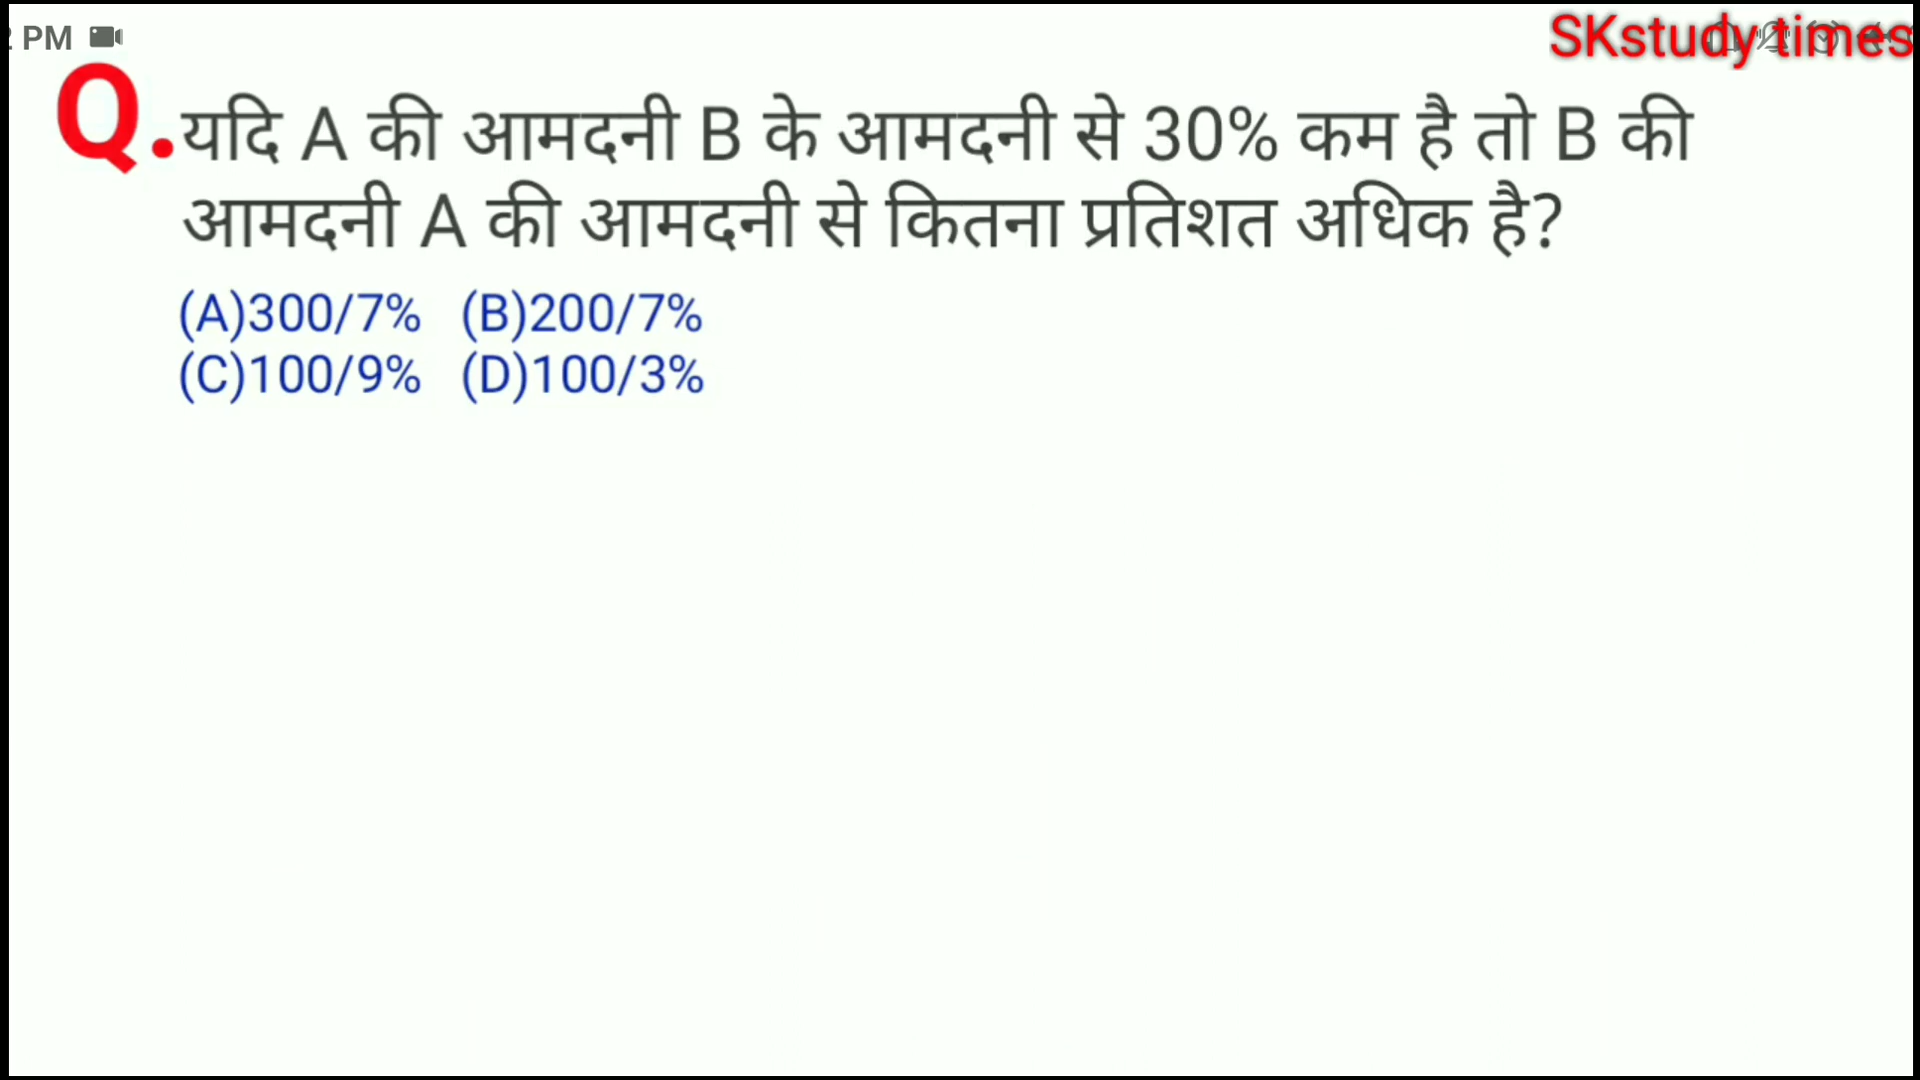 PM
SKstudy times
Q.यदि A की आमदनी B के आमदनी से 30% कम है तो B की
आमदनी A की आमदनी से कितना प्रतिशत अधिक है?
(A)300/7% (B)200/7%
(C)100/9% (D)100/3%